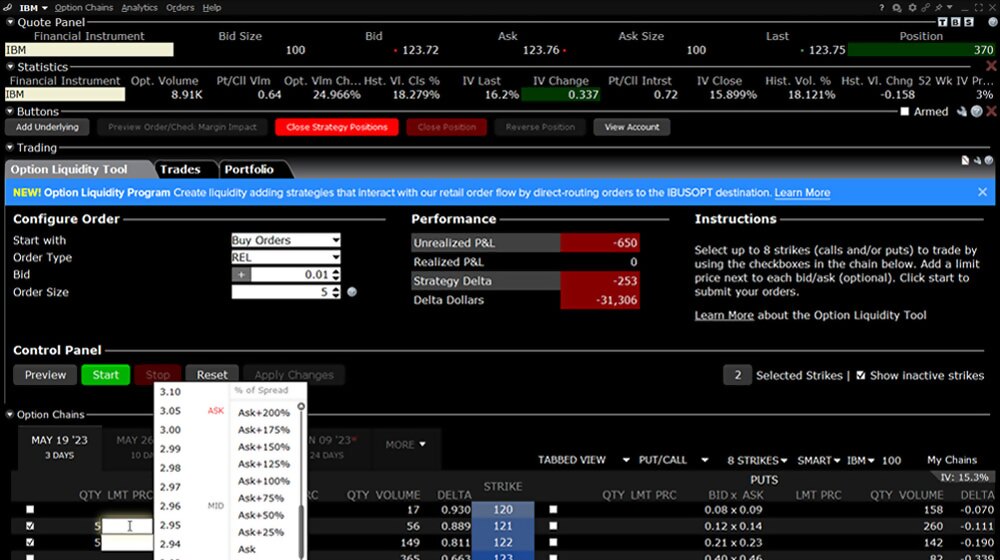 IBM Option Chains Analytics Orders Help
Quote Panel T B S
Financial Instrument Bid Size Bid Ask Ask Size Last Position
IBM 100 123.72 123.76 100 123.75 370
Statistics
Financial Instrument Opt. Volume Pt/Cll Vlm Opt. Vlm Ch... Hst. Vl. Cls % IV Last IV Change Pt/Cll Intrst IV Close Hist. Vol. % Hst. Vl. Chng 52 Wk IV Pr...
IBM 8.91K 0.64 24.966% 18.279% 16.2% 0.337 0.72 15.899% 18.121% -0.158 3%
Buttons Armed
Add Underlying Preview Order/Check Margin Impact Close Strategy Positions Close Position Reverse Position View Account
Trading
Option Liquidity Tool Trades Portfolio
NEW! Option Liquidity Program Create liquidity adding strategies that interact with our retail order flow by direct-routing orders to the IBUSOPT destination. Learn More
Configure Order Performance Instructions
Start with Buy Orders Unrealized P&L -650
Order Type REL Realized P&L 0
Bid + 0.01 Strategy Delta -253
Order Size 5 Delta Dollars -31,306
Select up to 8 strikes (calls and/or puts) to trade by
using the checkboxes in the chain below. Add a limit
price next to each bid/ask (optional). Click start to
submit your orders.
Learn More about the Option Liquidity Tool
Control Panel
Preview Start Stop Reset Apply Changes 2 Selected Strikes | Show inactive strikes
3.10 % of Spread
3.05 ASK Ask+200%
3.00 Ask+175%
2.99 Ask+150%
2.98 Ask+125%
2.97 Ask+100%
2.96 MID Ask+75%
2.95 Ask+50%
2.94 Ask+25%
Ask
Option Chains
MAY 19 '23 MAY 26 N 09 '23 MORE
3 DAYS 10 DA 24 DAYS
TABBED VIEW PUT/CALL 8 STRIKES SMART IBM 100 My Chains
PUTS IV: 15.3%
QTY LMT PRC RC QTY VOLUME DELTA STRIKE QTY LMT PRC BID x ASK VOLUME DELTA
17 0.930 120 0.08 x 0.09 158 -0.070
5 56 0.889 121 0.12 x 0.14 260 -0.111
5 149 0.811 122 0.21 x 0.23 142 -0.190
365 0.663 123 0.40 x 0.46 82 -0.339